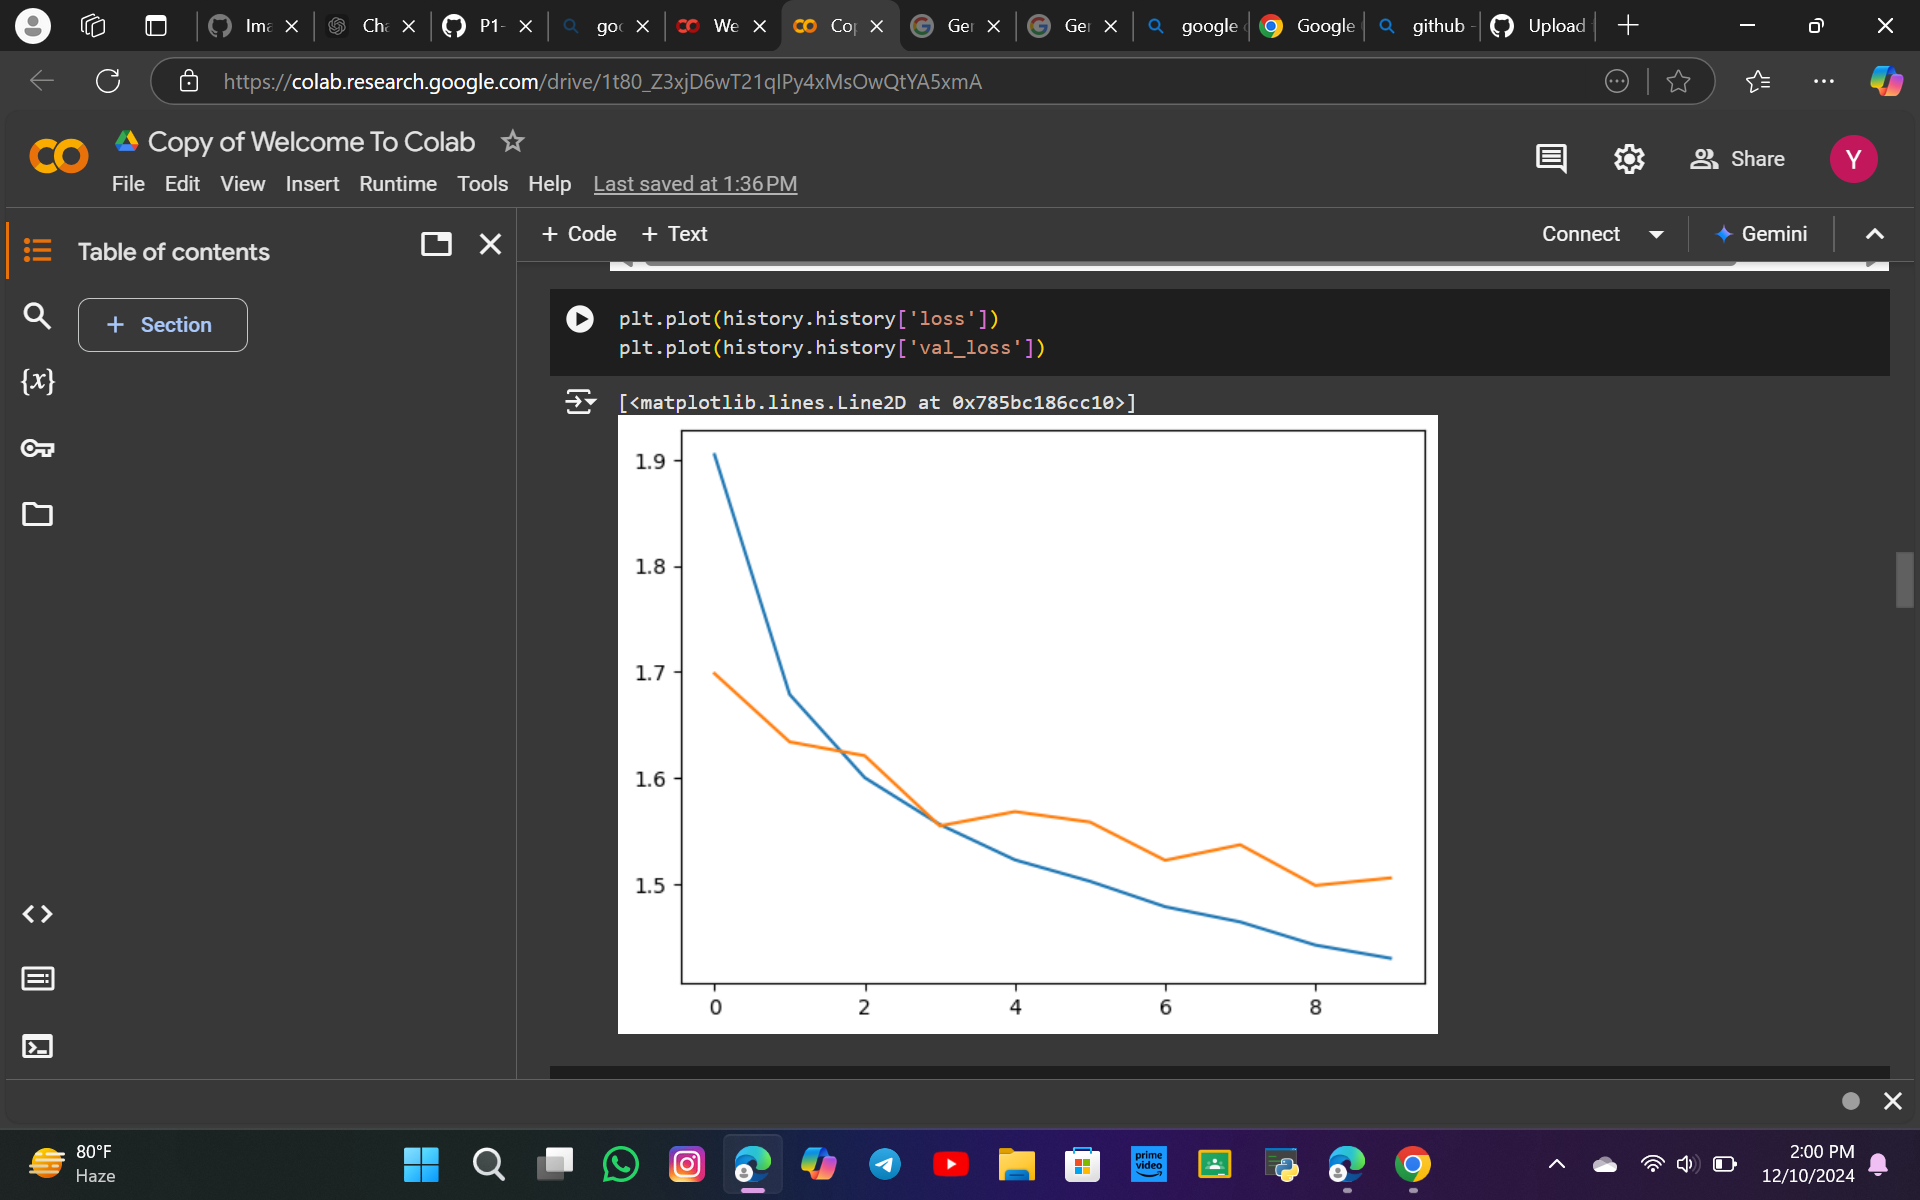 Ima
Cha
P1-
goo
We
Cop
Ger
Ger
google
Google
github -
Upload
https://colab.research.google.com/drive/1t80_Z3xjD6wT21qIPy4xMsOwQtYA5xmA
Copy of Welcome To Colab
File Edit View Insert Runtime Tools Help Last saved at 1:36 PM
Share
Y
Table of contents
+ Section
{x}
+ Code + Text
Connect
Gemini
plt.plot(history.history['loss'])
plt.plot(history.history['val_loss'])
[<matplotlib.lines.Line2D at 0x785bc186cc10>]
1.9
1.8
1.7
1.6
1.5
0 2 4 6 8
80°F
Haze
prime video
2:00 PM
12/10/2024